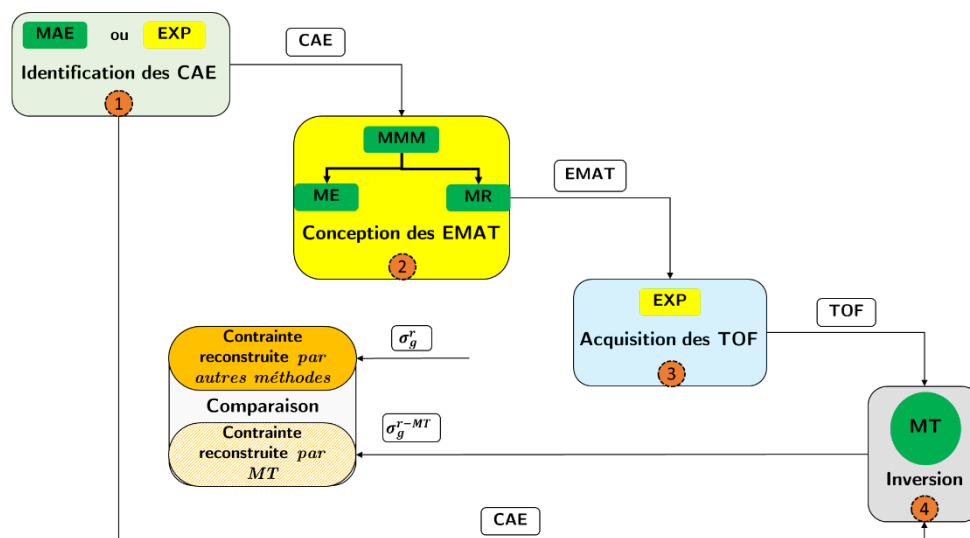 MAE ou EXP
Identification des CAE
1
CAE
MMM
ME MR
Conception des EMAT
2
EMAT
EXP
Acquisition des TOF
3
TOF
MT
Inversion
4
Contrainte
reconstruite par
autres méthodes
σ_g^r
Comparaison
Contrainte
reconstruite par
MT
σ_g^{r-MT}
CAE